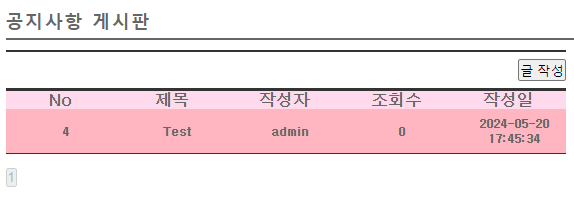 공지사항 게시판
글 작성
No 제목 작성자 조회수 작성일
4 Test admin 0 2024-05-20
17:45:34
1